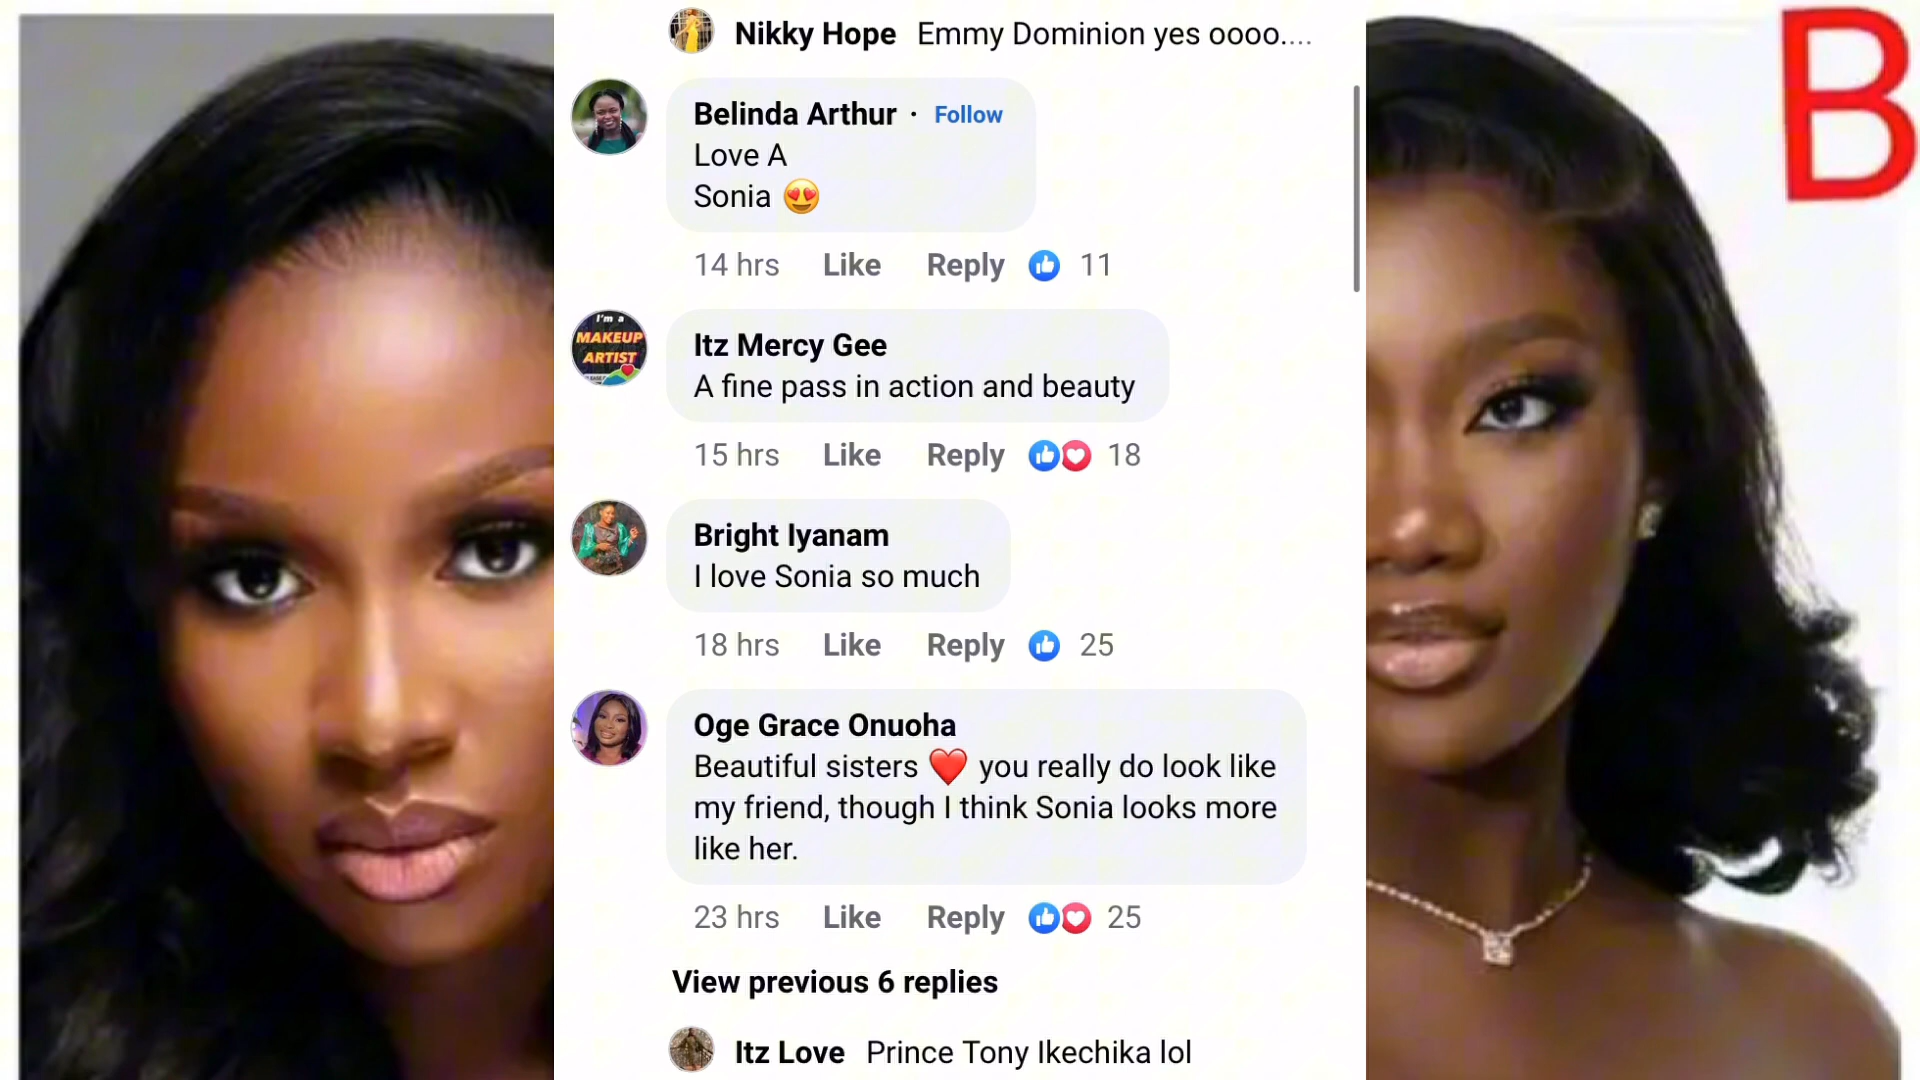 Nikky Hope Emmy Dominion yes oooo....
B
Belinda Arthur · Follow
Love A
Sonia 😍
14 hrs Like Reply 11
I'm a
MAKEUP
ARTIST
Itz Mercy Gee
A fine pass in action and beauty
15 hrs Like Reply 18
Bright Iyanam
I love Sonia so much
18 hrs Like Reply 25
Oge Grace Onuoha
Beautiful sisters ❤️ you really do look like
my friend, though I think Sonia looks more
like her.
23 hrs Like Reply 25
View previous 6 replies
Itz Love Prince Tony Ikechika lol